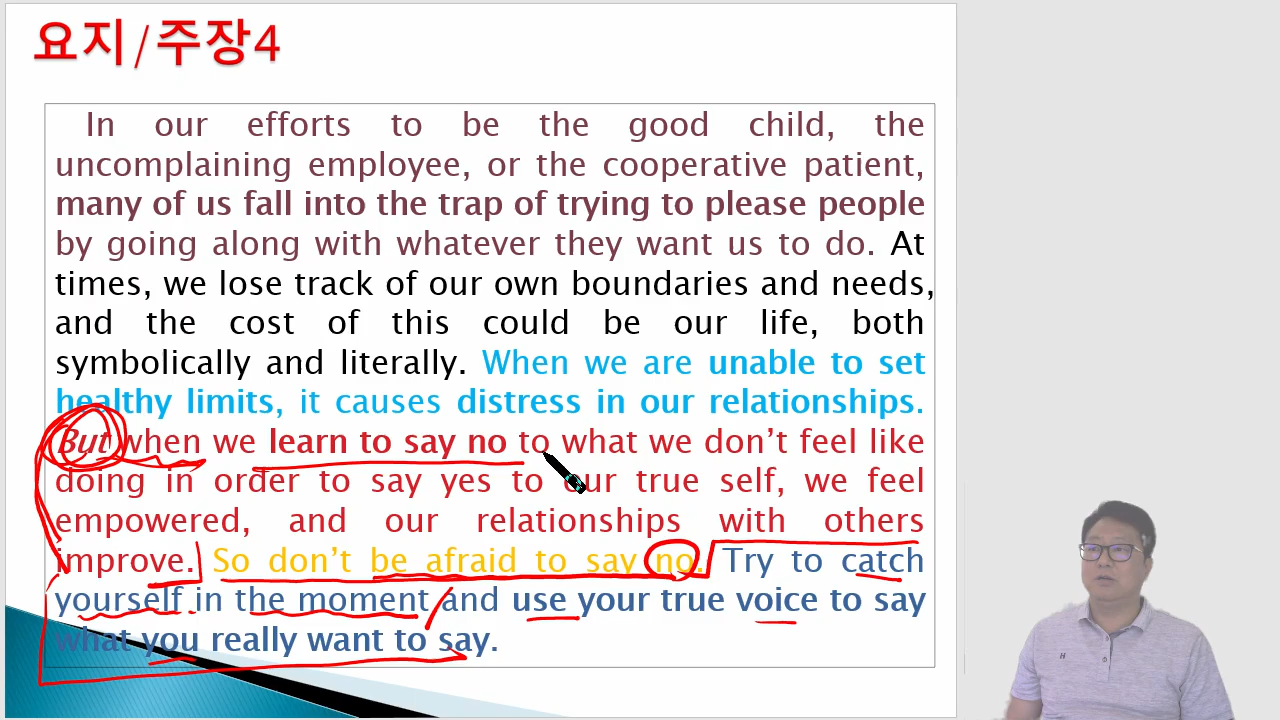 요지/주장4
In our efforts to be the good child, the
uncomplaining employee, or the cooperative patient,
many of us fall into the trap of trying to please people
by going along with whatever they want us to do. At
times, we lose track of our own boundaries and needs,
and the cost of this could be our life, both
symbolically and literally. When we are unable to set
healthy limits, it causes distress in our relationships.
But when we learn to say no to what we don't feel like
doing in order to say yes to our true self, we feel
empowered, and our relationships with others
improve. So don't be afraid to say no. Try to catch
yourself in the moment and use your true voice to say
what you really want to say.